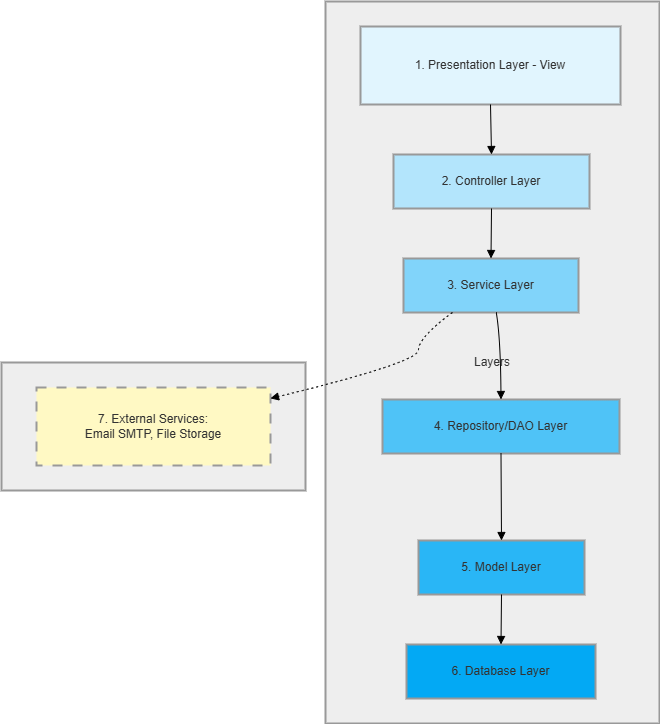 1. Presentation Layer - View
2. Controller Layer
3. Service Layer
Layers
7. External Services:
Email SMTP, File Storage
4. Repository/DAO Layer
5. Model Layer
6. Database Layer